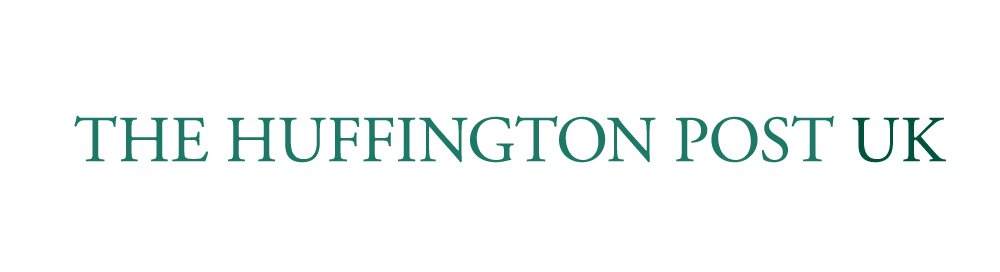 THE HUFFINGTON POST UK